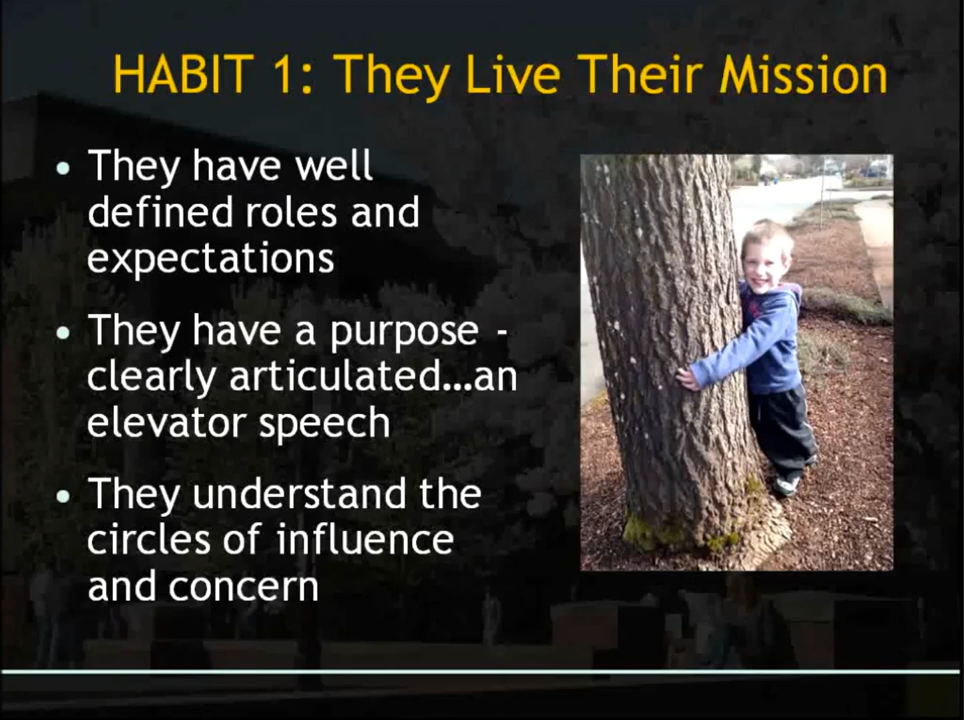 HABIT 1: They Live Their Mission
• They have well
defined roles and
expectations
• They have a purpose -
clearly articulated...an
elevator speech
• They understand the
circles of influence
and concern